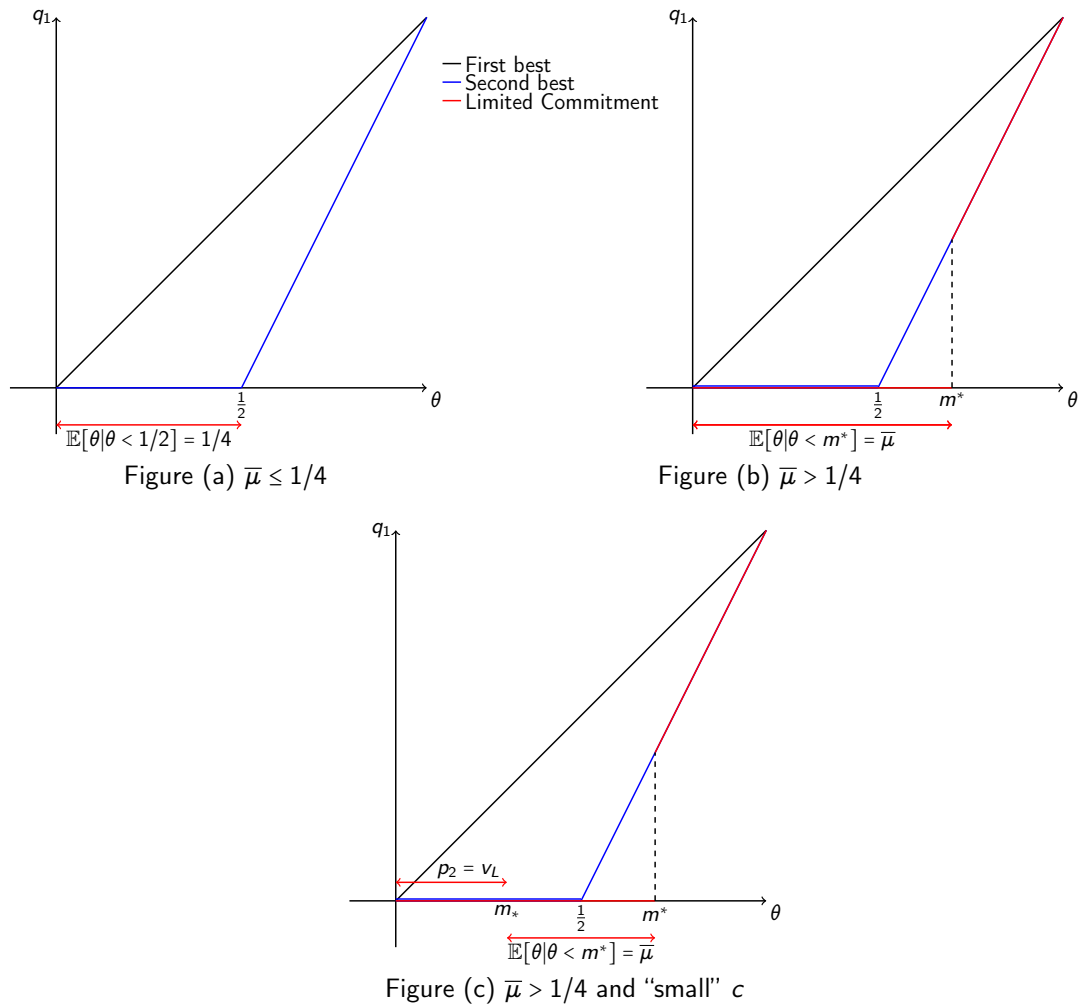 q₁
First best
Second best
Limited Commitment
1/2
θ
𝔼[θ|θ < 1/2] = 1/4
Figure (a) μ̅ ≤ 1/4
q₁
1/2
m*
θ
𝔼[θ|θ < m*] = μ̅
Figure (b) μ̅ > 1/4
q₁
p₂ = v_L
m_*
1/2
m*
θ
𝔼[θ|θ < m*] = μ̅
Figure (c) μ̅ > 1/4 and “small” c